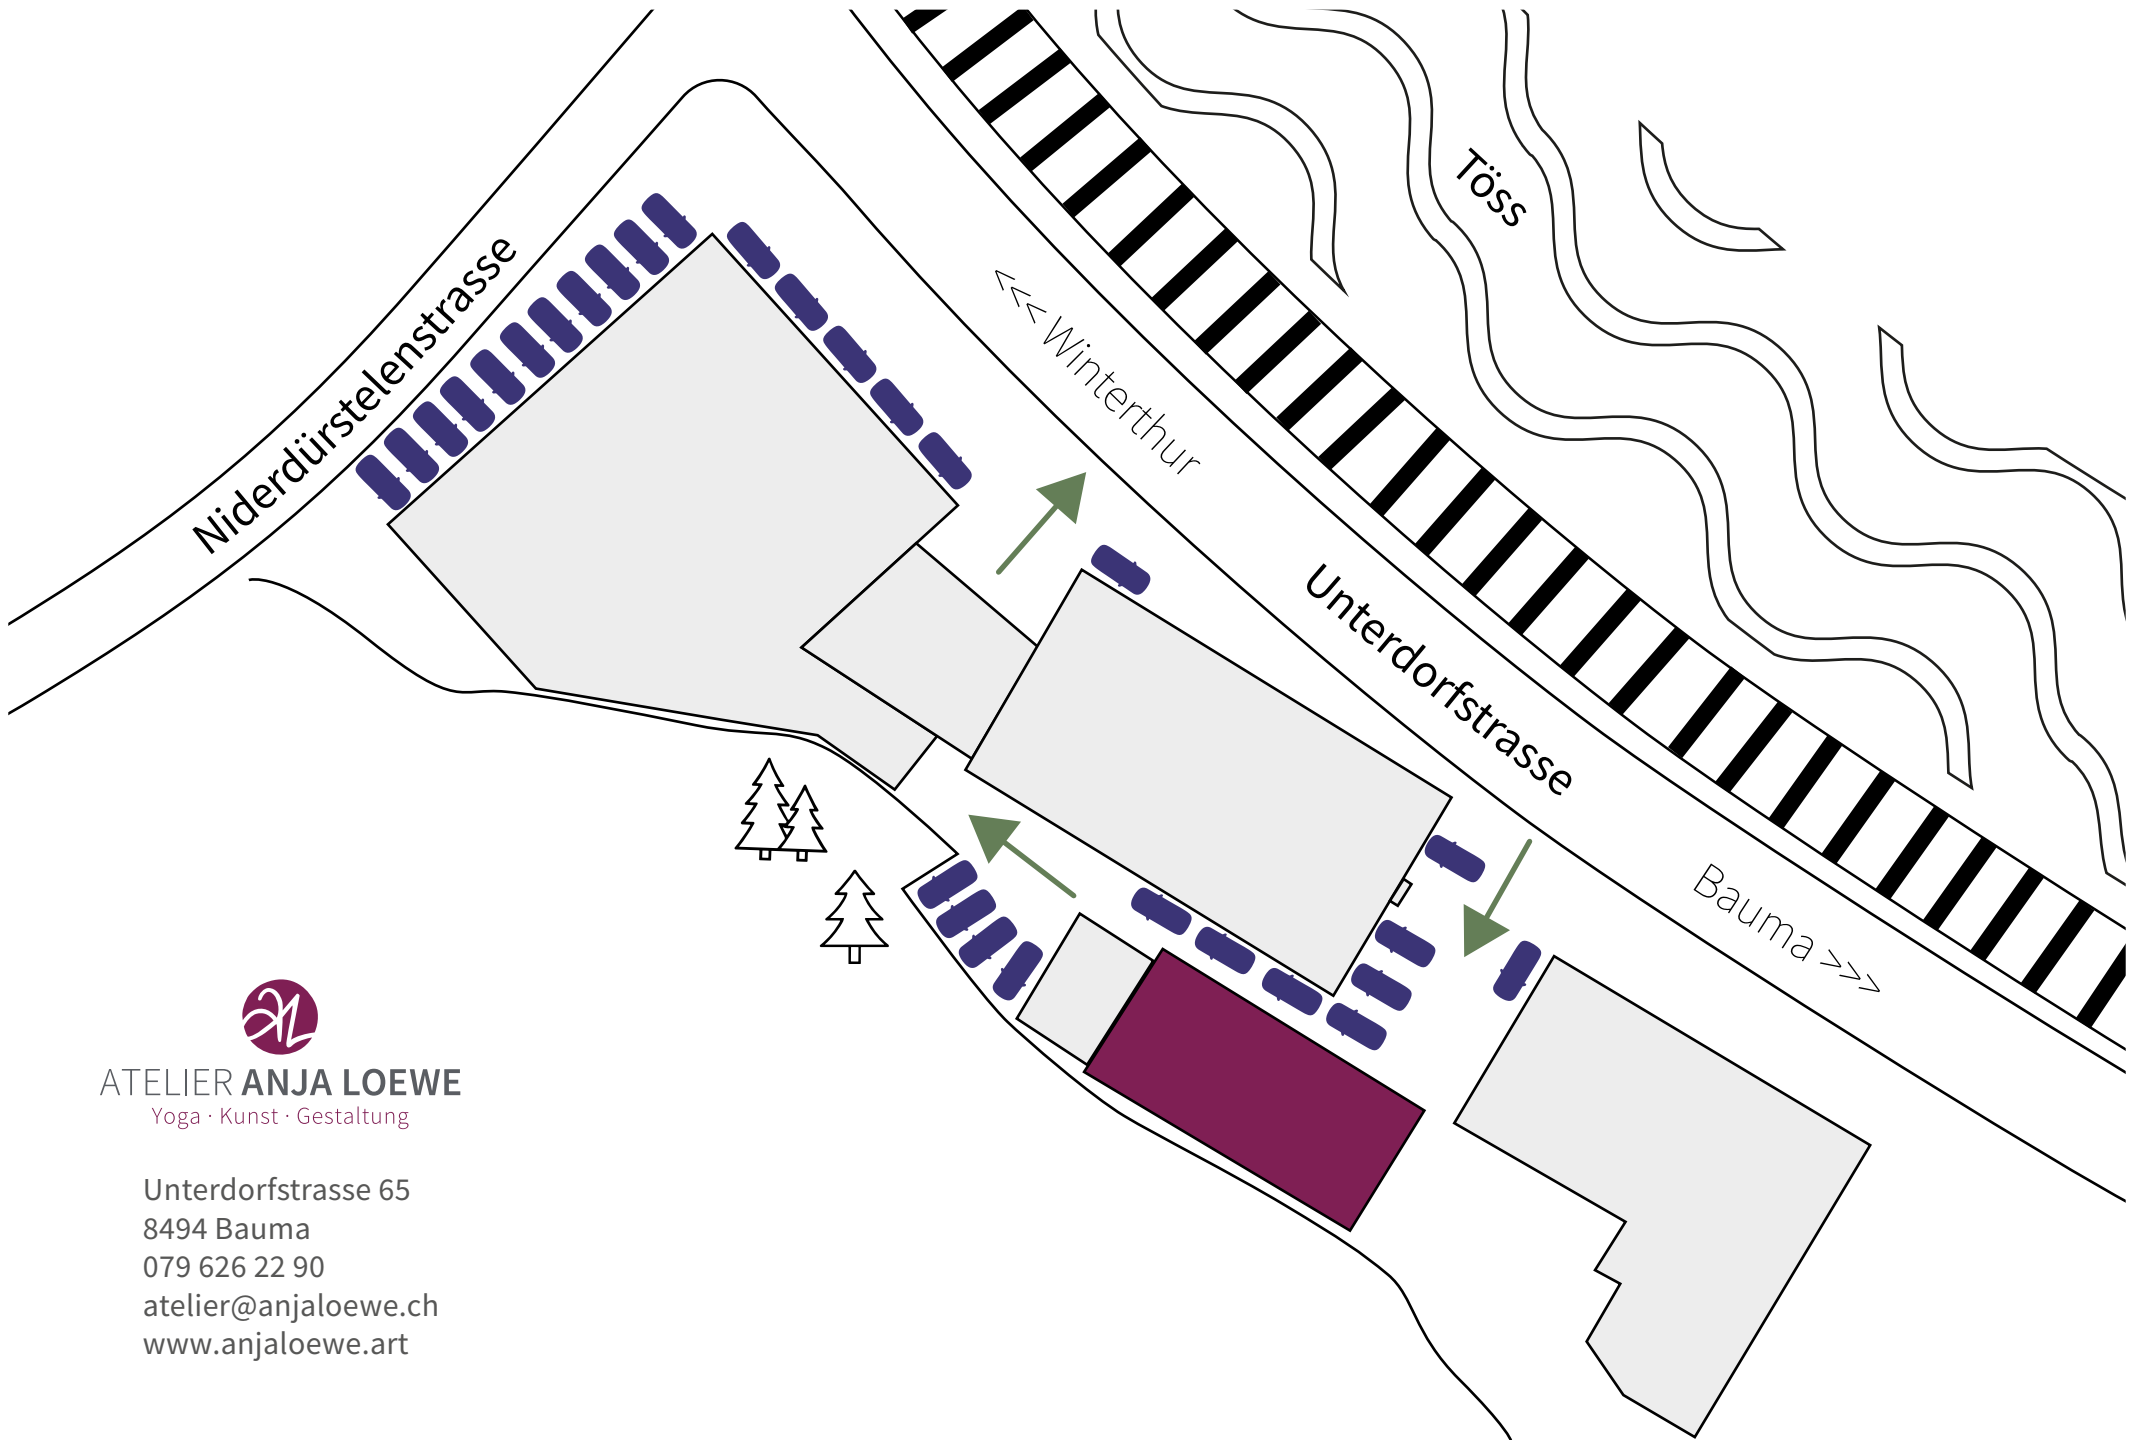 Töss
Niderdürstelenstrasse
<<< Winterthur
Unterdorfstrasse
Bauma >>>
ATELIER ANJA LOEWE
Yoga · Kunst · Gestaltung
Unterdorfstrasse 65
8494 Bauma
079 626 22 90
atelier@anjaloewe.ch
www.anjaloewe.art